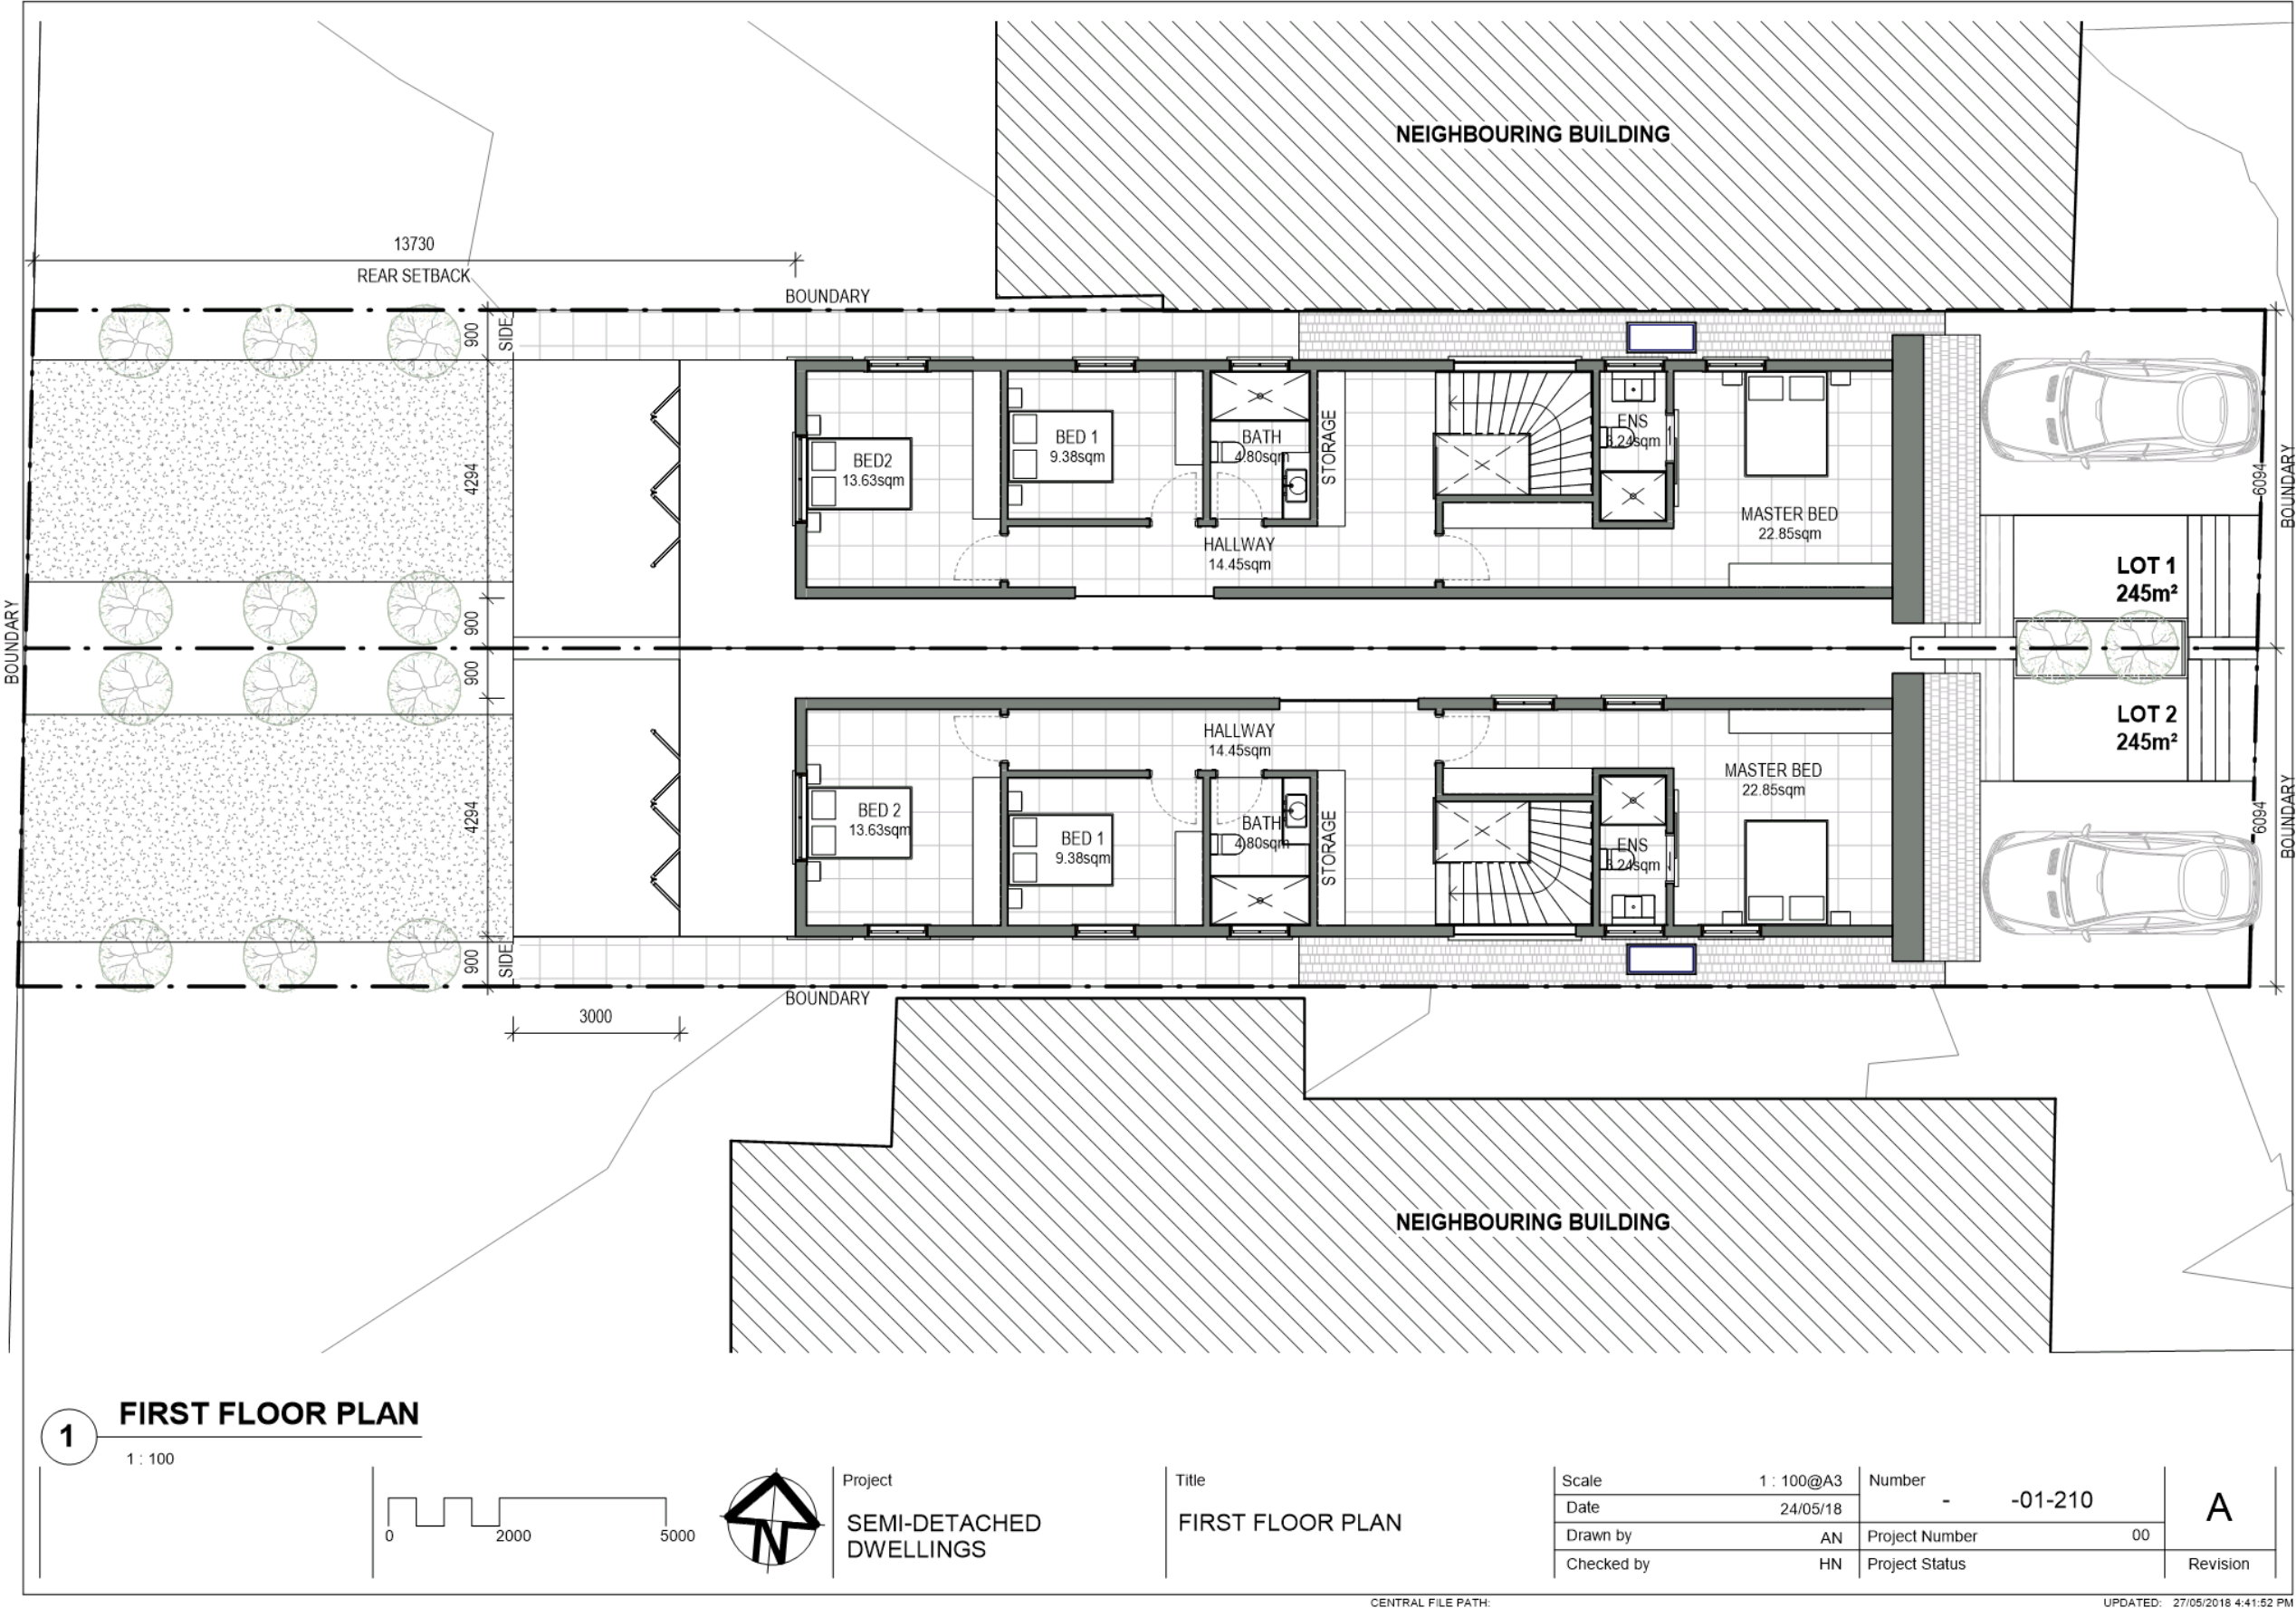 NEIGHBOURING BUILDING
13730
REAR SETBACK
BOUNDARY
900
SIDE
4294
900
BED2
13.63sqm
BED 1
9.38sqm
BATH
4.80sqm
STORAGE
HALLWAY
14.45sqm
ENS
3.24sqm
MASTER BED
22.85sqm
6094
BOUNDARY
LOT 1
245m²
BOUNDARY
900
4294
900
SIDE
HALLWAY
14.45sqm
BED 2
13.63sqm
BED 1
9.38sqm
BATH
4.80sqm
STORAGE
ENS
3.24sqm
MASTER BED
22.85sqm
LOT 2
245m²
6094
BOUNDARY
BOUNDARY
3000
NEIGHBOURING BUILDING
1
FIRST FLOOR PLAN
1 : 100
0
2000
5000
N
Project
SEMI-DETACHED
DWELLINGS
Title
FIRST FLOOR PLAN
Scale 1 : 100@A3
Date 24/05/18
Drawn by AN
Checked by HN
Number
- -01-210
Project Number 00
Project Status
A
Revision
CENTRAL FILE PATH:
UPDATED: 27/05/2018 4:41:52 PM